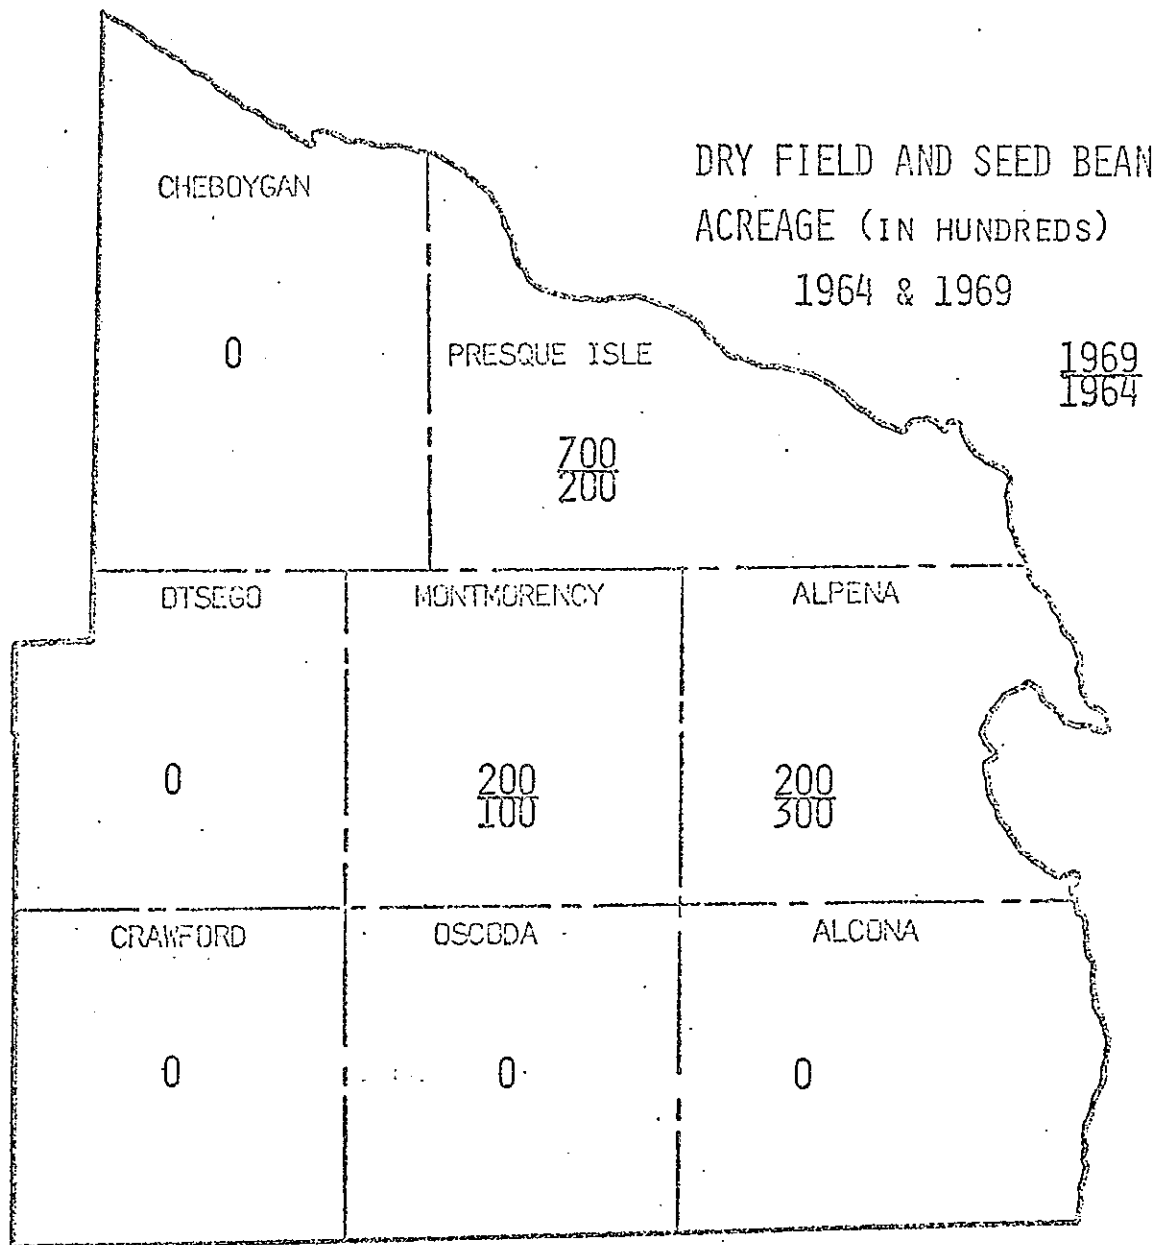 DRY FIELD AND SEED BEAN
ACREAGE (IN HUNDREDS)
1964 & 1969
1969
1964
CHEBOYGAN
0
PRESQUE ISLE
700
200
OTSEGO
0
MONTMORENCY
200
100
ALPENA
200
300
CRAWFORD
0
OSCODA
0
ALCONA
0